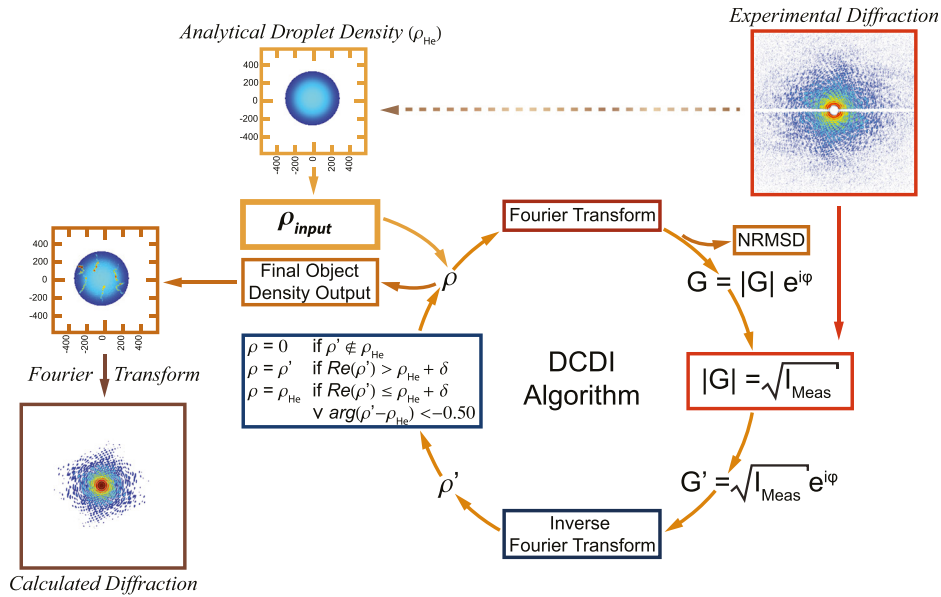 Analytical Droplet Density (ρHe)
Experimental Diffraction
400
200
0
-200
-400
-400
-200
0
200
400
ρinput
Fourier Transform
NRMSD
G = |G| eiφ
Final Object
Density Output
ρ
400
200
0
-200
-400
-400
-200
0
200
400
ρ = 0 if ρ’ ∉ ρHe
ρ = ρ’ if Re(ρ’) > ρHe + δ
ρ = ρHe if Re(ρ’) ≤ ρHe + δ
∨ arg(ρ’−ρHe) <−0.50
DCDI
Algorithm
|G| = √IMeas
Fourier Transform
ρ’
G’ = √IMeas eiφ
Inverse
Fourier Transform
Calculated Diffraction